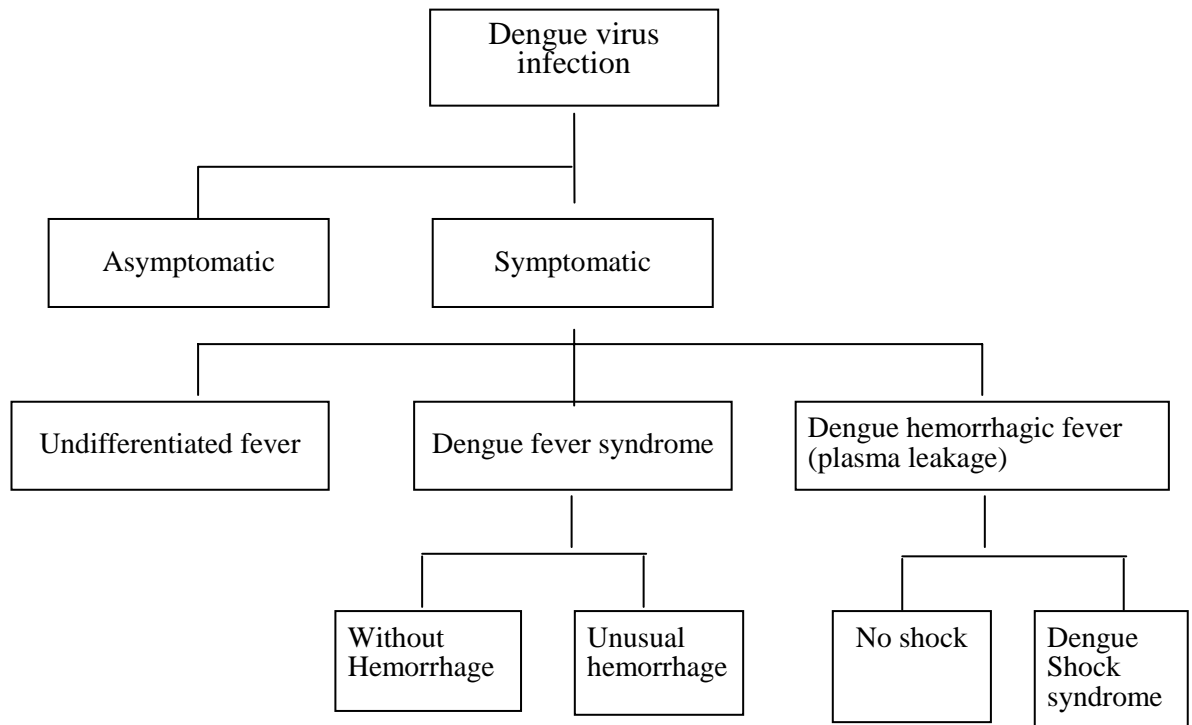 Dengue virus
infection
Asymptomatic
Symptomatic
Undifferentiated fever
Dengue fever syndrome
Dengue hemorrhagic fever
(plasma leakage)
Without
Hemorrhage
Unusual
hemorrhage
No shock
Dengue
Shock
syndrome